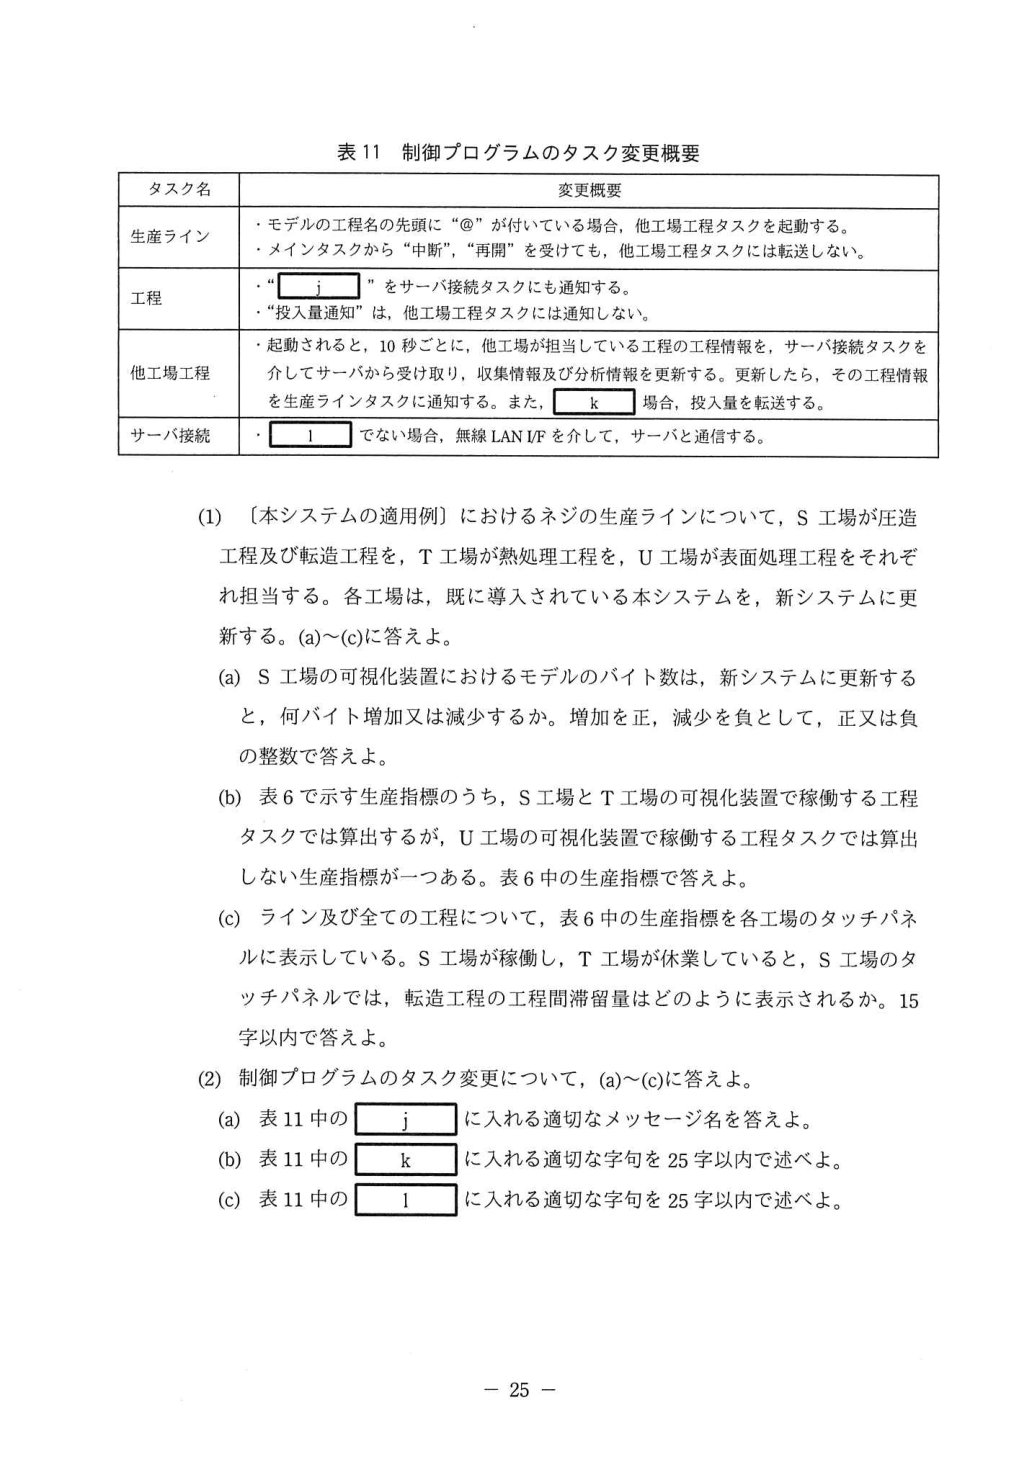 表 11　制御プログラムのタスク変更概要
タスク名　変更概要
生産ライン
・モデルの工程名の先頭に “@” が付いている場合，他工場工程タスクを起動する。
・メインタスクから “中断”，“再開” を受けても，他工場工程タスクには転送しない。
工程
・“ j ” をサーバ接続タスクにも通知する。
・“投入量通知” は，他工場工程タスクには通知しない。
他工場工程
・起動されると，10 秒ごとに，他工場が担当している工程の工程情報を，サーバ接続タスクを
介してサーバから受け取り，収集情報及び分析情報を更新する。更新したら，その工程情報
を生産ラインタスクに通知する。また， k 場合，投入量を転送する。
サーバ接続
・ l でない場合，無線 LAN I/F を介して，サーバと通信する。
(1)　〔本システムの適用例〕におけるネジの生産ラインについて，S 工場が圧造
工程及び転造工程を，T 工場が熱処理工程を，U 工場が表面処理工程をそれぞ
れ担当する。各工場は，既に導入されている本システムを，新システムに更
新する。(a)～(c)に答えよ。
(a)　S 工場の可視化装置におけるモデルのバイト数は，新システムに更新する
と，何バイト増加又は減少するか。増加を正，減少を負として，正又は負
の整数で答えよ。
(b)　表 6 で示す生産指標のうち，S 工場と T 工場の可視化装置で稼働する工程
タスクでは算出するが，U 工場の可視化装置で稼働する工程タスクでは算出
しない生産指標が一つある。表 6 中の生産指標で答えよ。
(c)　ライン及び全ての工程について，表 6 中の生産指標を各工場のタッチパネ
ルに表示している。S 工場が稼働し，T 工場が休業していると，S 工場のタ
ッチパネルでは，転造工程の工程間滞留量はどのように表示されるか。15
字以内で答えよ。
(2)　制御プログラムのタスク変更について，(a)～(c)に答えよ。
(a)　表 11 中の j に入れる適切なメッセージ名を答えよ。
(b)　表 11 中の k に入れる適切な字句を 25 字以内で述べよ。
(c)　表 11 中の l に入れる適切な字句を 25 字以内で述べよ。
－ 25 －